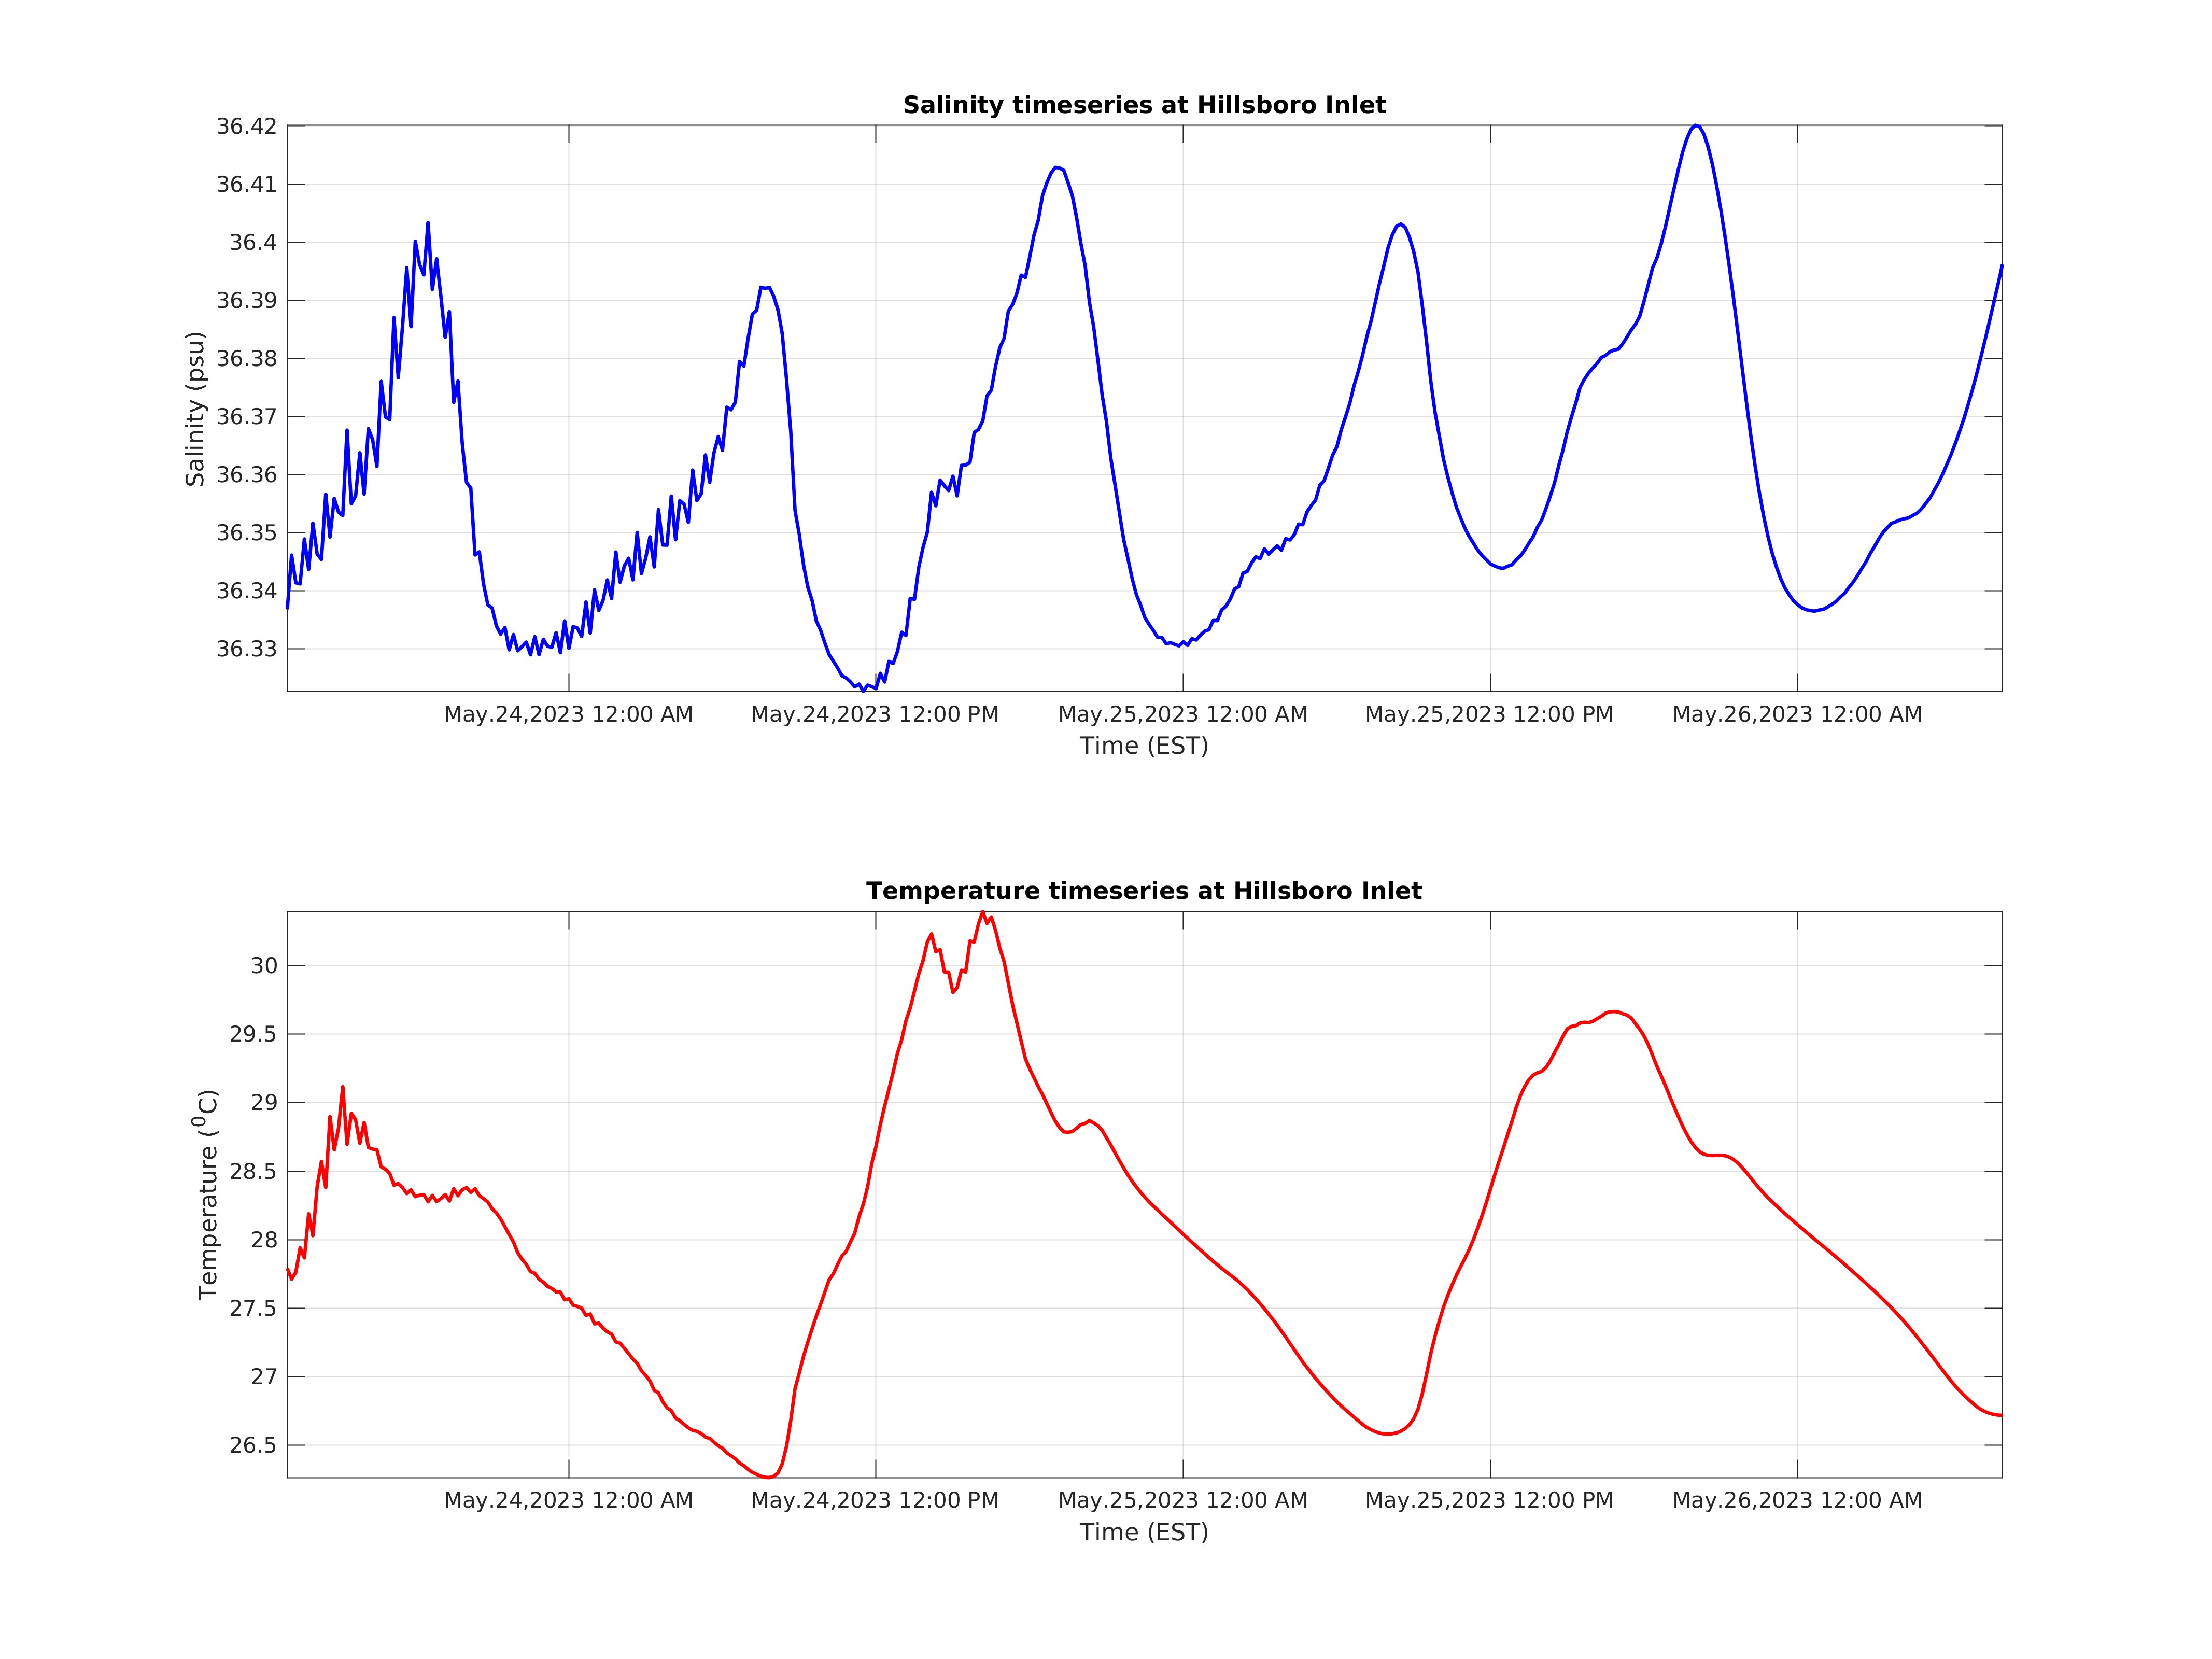 Salinity timeseries at Hillsboro Inlet
36.42
36.41
36.4
36.39
36.38
36.37
36.36
36.35
36.34
36.33
Salinity (psu)
May.24,2023 12:00 AM May.24,2023 12:00 PM May.25,2023 12:00 AM May.25,2023 12:00 PM May.26,2023 12:00 AM
Time (EST)
Temperature timeseries at Hillsboro Inlet
30
29.5
29
28.5
28
27.5
27
26.5
Temperature (⁰C)
May.24,2023 12:00 AM May.24,2023 12:00 PM May.25,2023 12:00 AM May.25,2023 12:00 PM May.26,2023 12:00 AM
Time (EST)